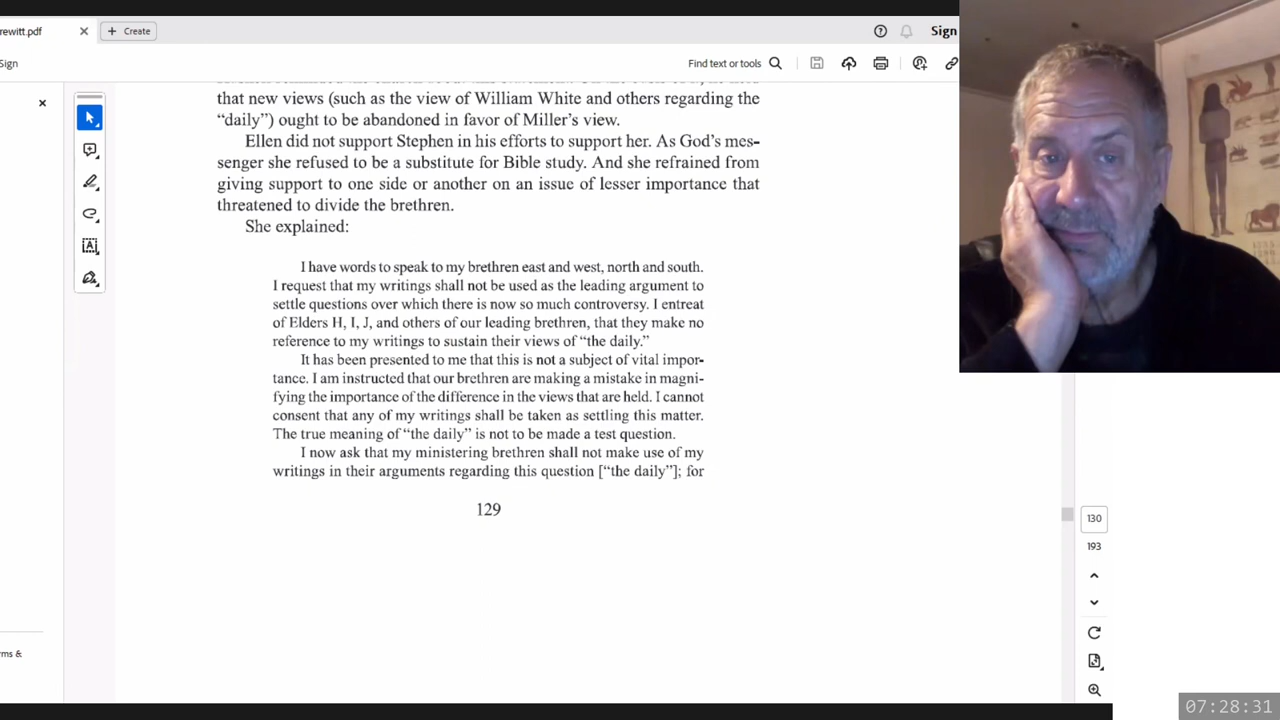 rewitt.pdf
Create
Sign
Sign
Find text or tools
that new views (such as the view of William White and others regarding the
“daily”) ought to be abandoned in favor of Miller’s view.
Ellen did not support Stephen in his efforts to support her. As God’s mes-
senger she refused to be a substitute for Bible study. And she refrained from
giving support to one side or another on an issue of lesser importance that
threatened to divide the brethren.
She explained:
I have words to speak to my brethren east and west, north and south.
I request that my writings shall not be used as the leading argument to
settle questions over which there is now so much controversy. I entreat
of Elders H, I, J, and others of our leading brethren, that they make no
reference to my writings to sustain their views of “the daily.”
It has been presented to me that this is not a subject of vital impor-
tance. I am instructed that our brethren are making a mistake in magni-
fying the importance of the difference in the views that are held. I cannot
consent that any of my writings shall be taken as settling this matter.
The true meaning of “the daily” is not to be made a test question.
I now ask that my ministering brethren shall not make use of my
writings in their arguments regarding this question [“the daily”]; for
129
130
193
rms &
07:28:31